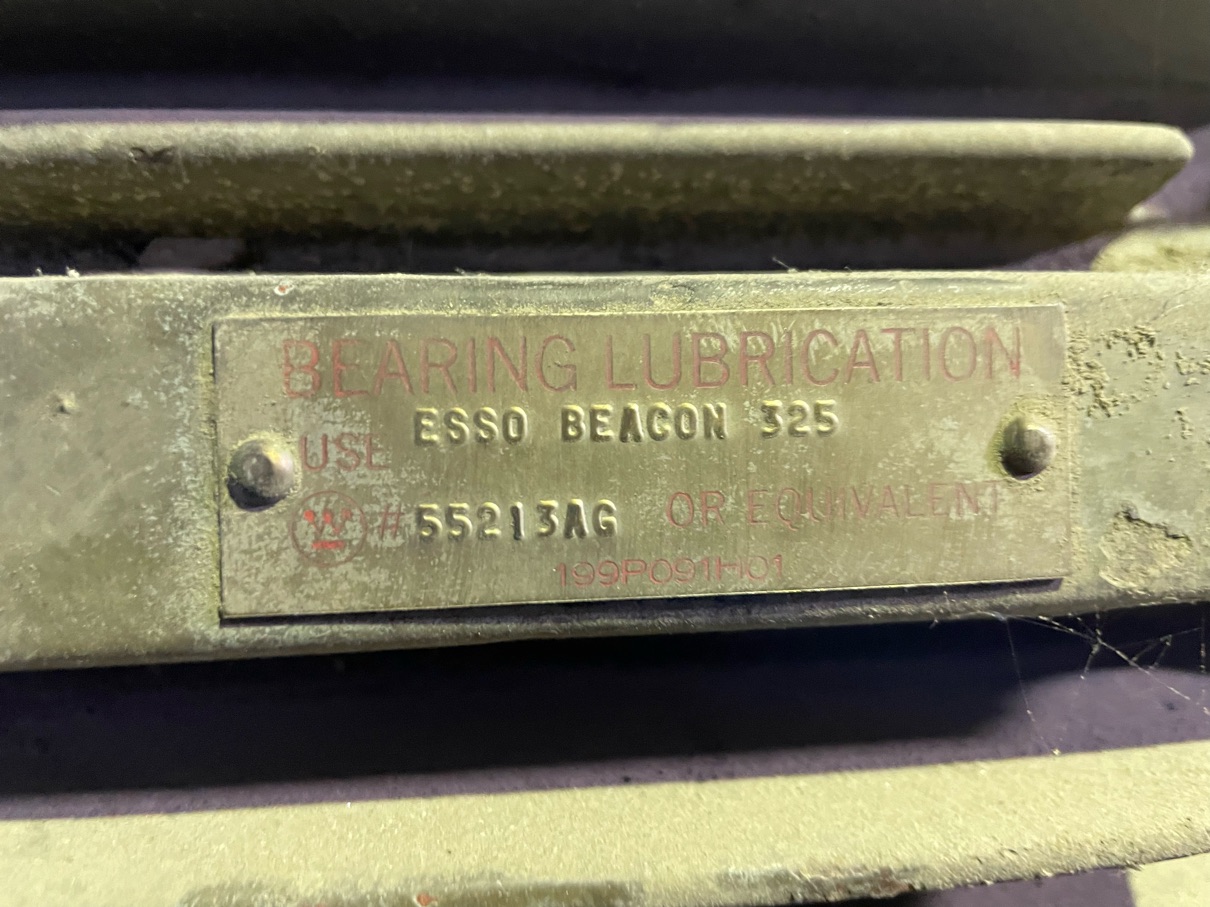 BEARING LUBRICATION
ESSO BEACON 325
USE
W #55213AG OR EQUIVALENT
199P091H01